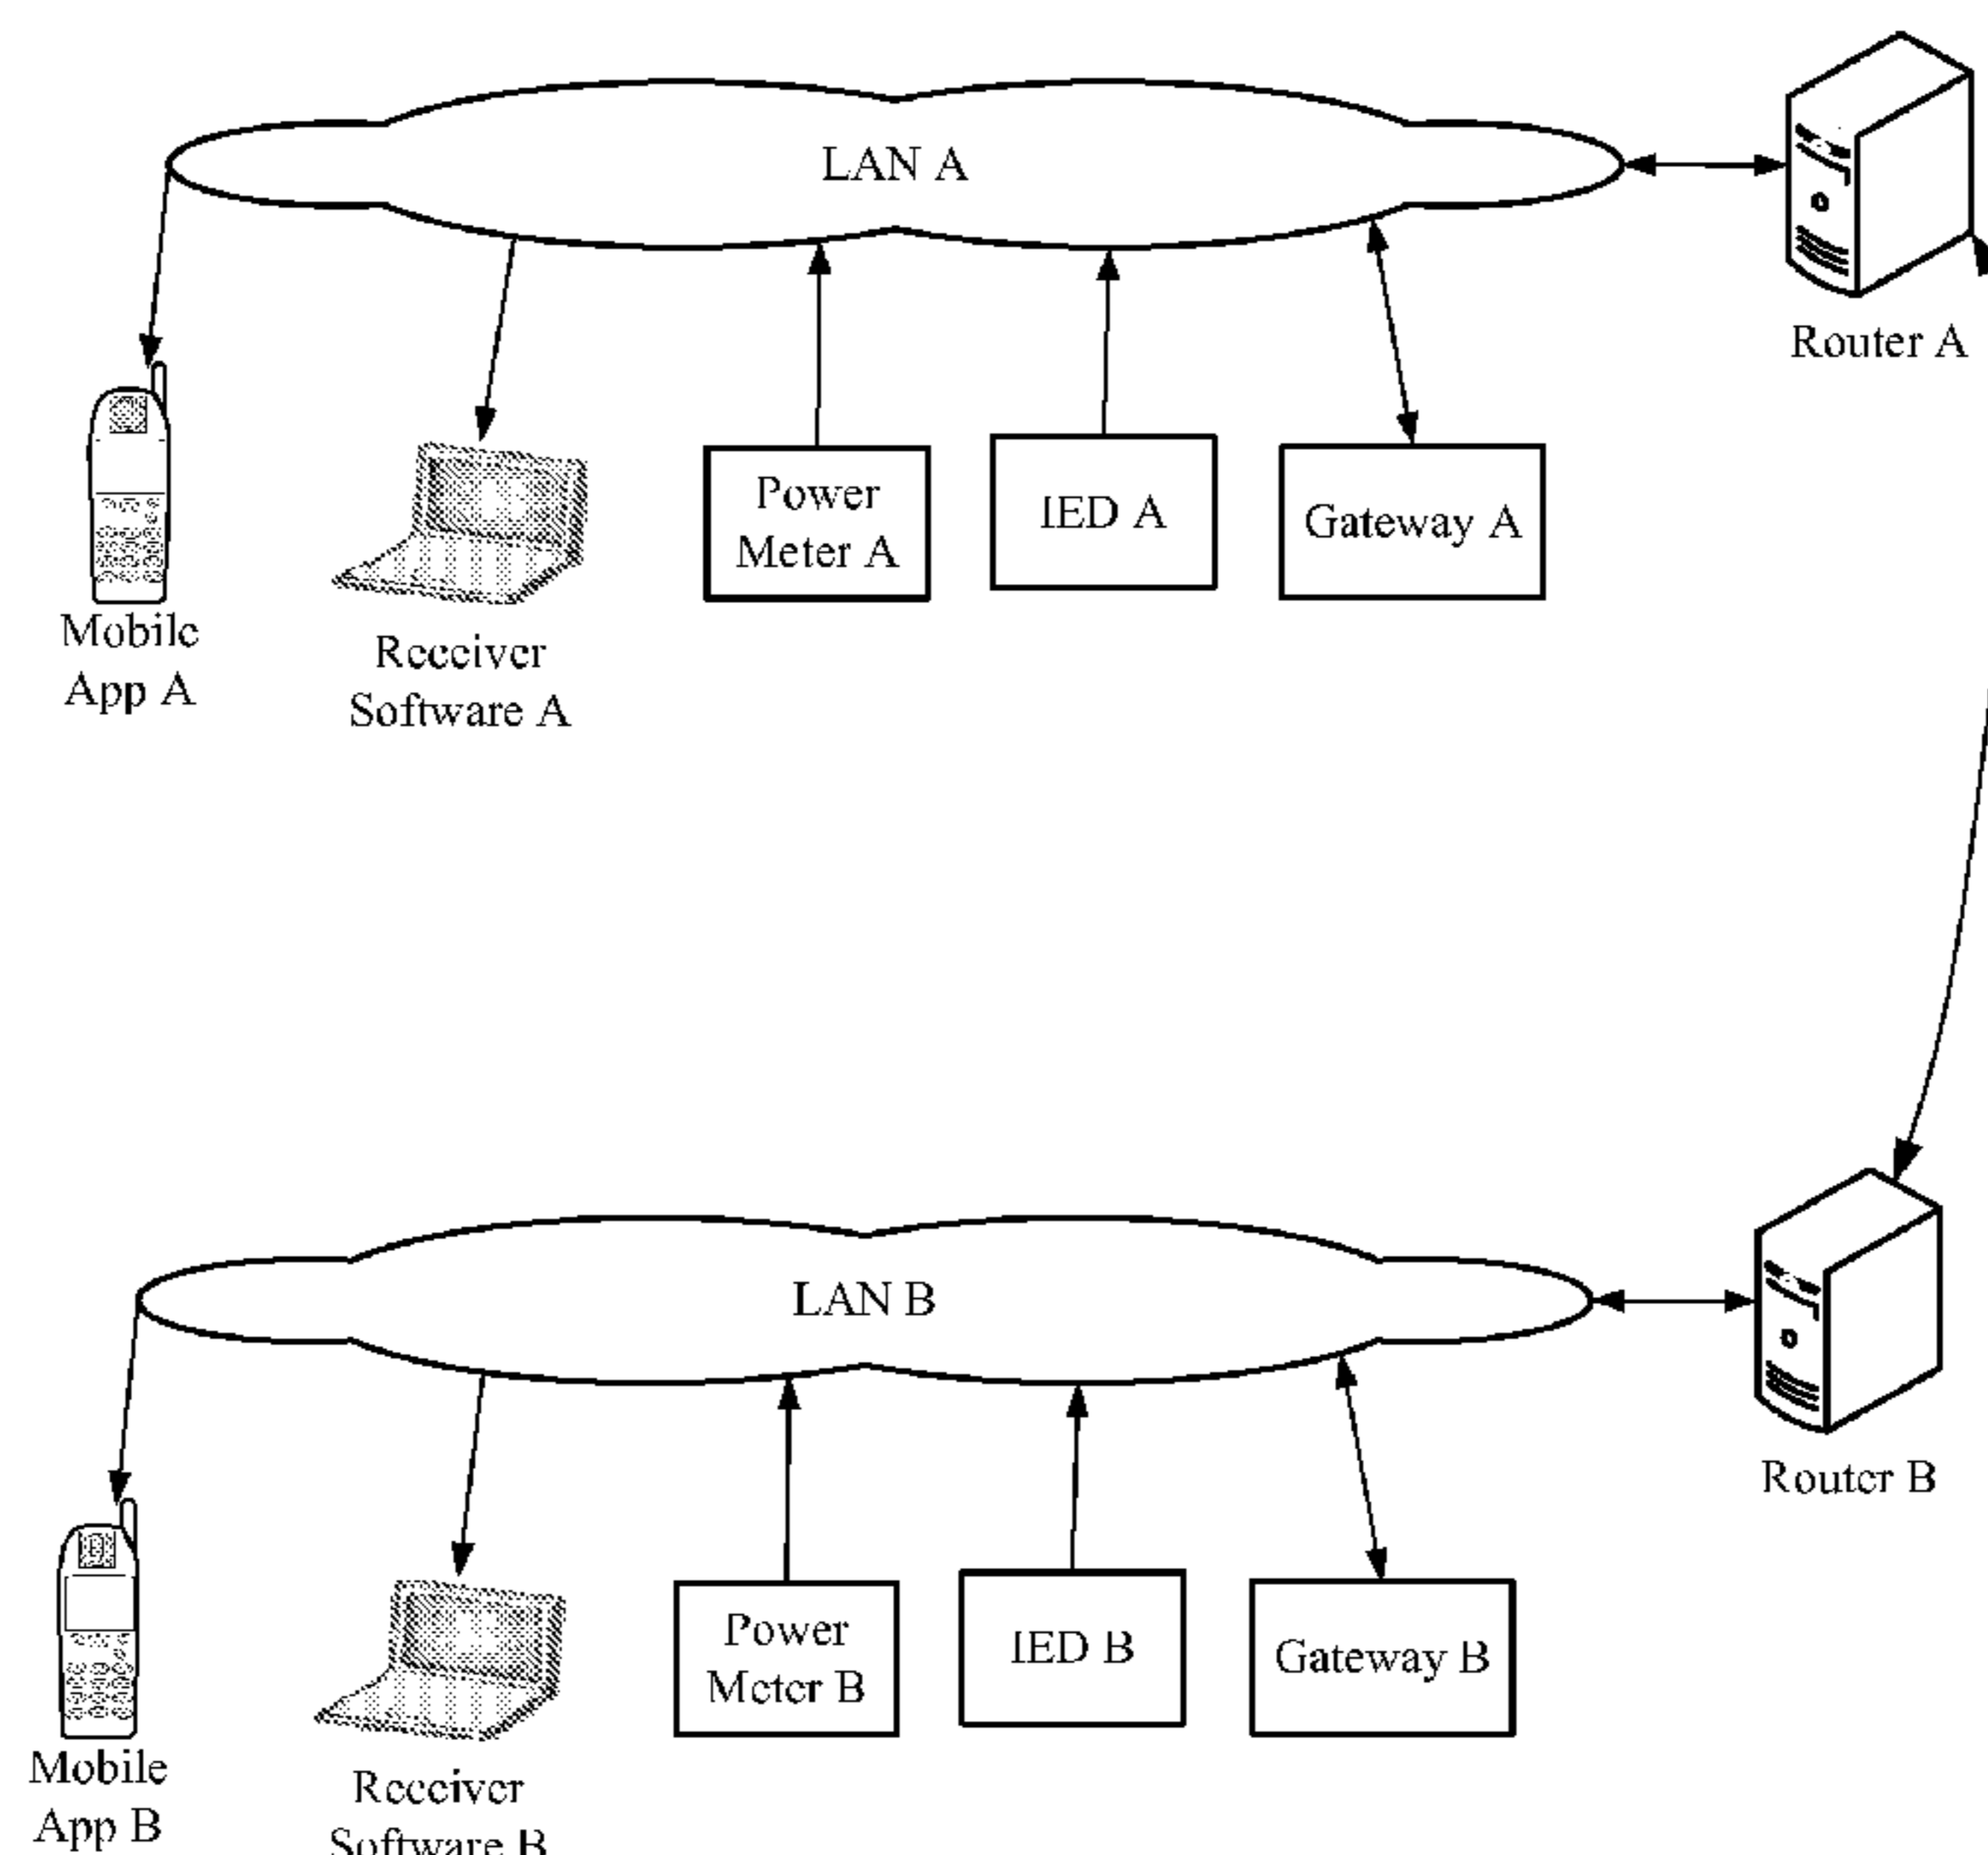 LAN A
Router A
Power
Meter A
IED A
Gateway A
Mobile
App A
Receiver
Software A
LAN B
Router B
Power
Meter B
IED B
Gateway B
Mobile
App B
Receiver
Software B